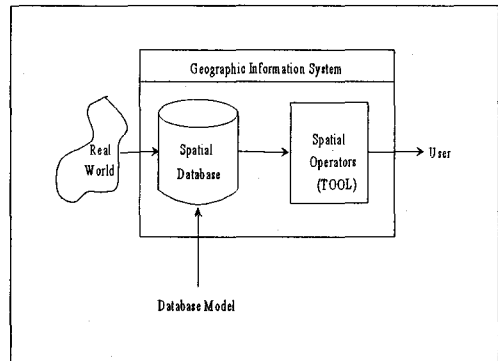 Geographic Information System
Real
World
Spatial
Database
Spatial
Operators
(TOOL)
User
Database Model